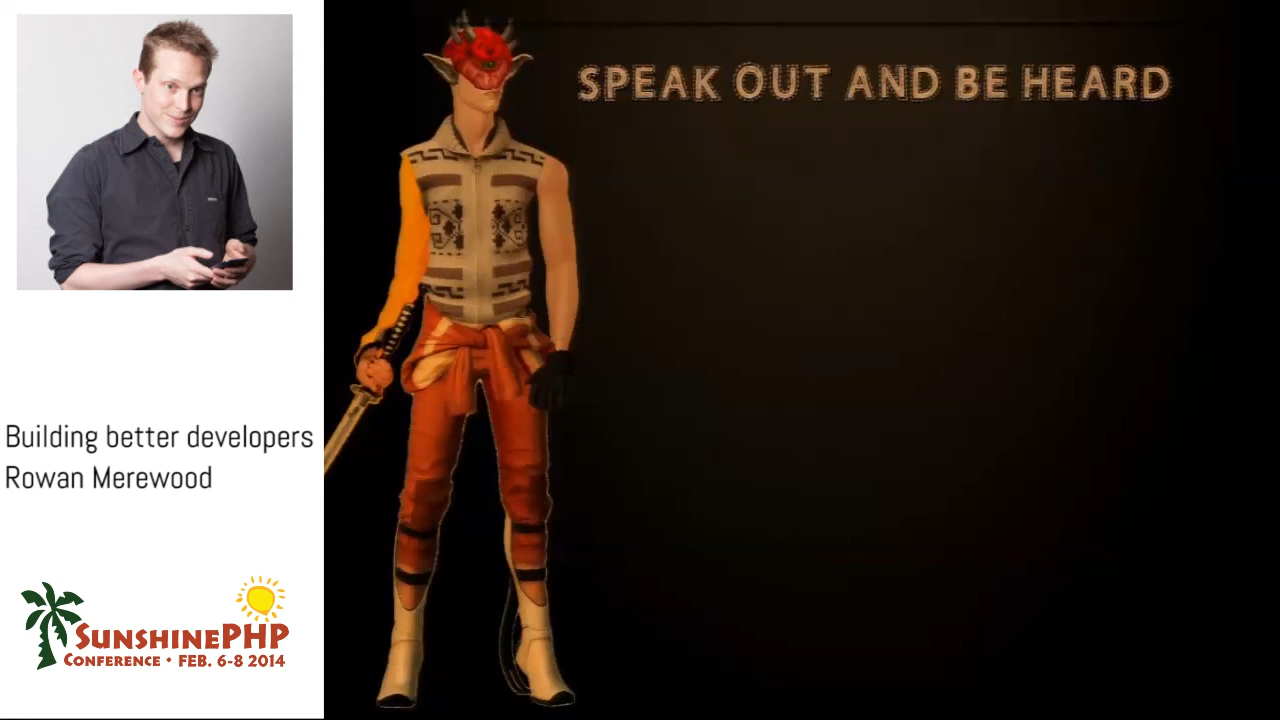 SPEAK OUT AND BE HEARD
Building better developers
Rowan Merewood
SUNSHINEPHP
CONFERENCE • FEB. 6-8 2014